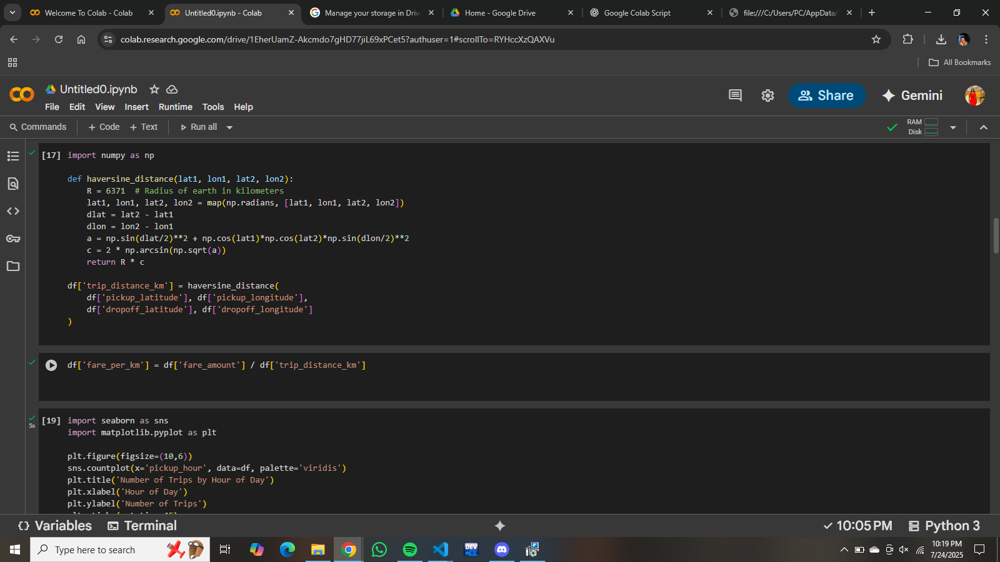 Welcome To Colab - Colab
Untitled0.ipynb - Colab
Manage your storage in Driv
Home - Google Drive
Google Colab Script
file:///C:/Users/PC/AppData/
colab.research.google.com/drive/1EherUamZ-Akcmdo7gHD77jiL69xPCet5?authuser=1#scrollTo=RYHccXzQAXVu
All Bookmarks
Untitled0.ipynb
Share
Gemini
File Edit View Insert Runtime Tools Help
Commands + Code + Text Run all
RAM
Disk
[17] import numpy as np
def haversine_distance(lat1, lon1, lat2, lon2):
    R = 6371  # Radius of earth in kilometers
    lat1, lon1, lat2, lon2 = map(np.radians, [lat1, lon1, lat2, lon2])
    dlat = lat2 - lat1
    dlon = lon2 - lon1
    a = np.sin(dlat/2)**2 + np.cos(lat1)*np.cos(lat2)*np.sin(dlon/2)**2
    c = 2 * np.arcsin(np.sqrt(a))
    return R * c
df['trip_distance_km'] = haversine_distance(
    df['pickup_latitude'], df['pickup_longitude'],
    df['dropoff_latitude'], df['dropoff_longitude']
)
df['fare_per_km'] = df['fare_amount'] / df['trip_distance_km']
[19] import seaborn as sns
5s
import matplotlib.pyplot as plt
plt.figure(figsize=(10,6))
sns.countplot(x='pickup_hour', data=df, palette='viridis')
plt.title('Number of Trips by Hour of Day')
plt.xlabel('Hour of Day')
plt.ylabel('Number of Trips')
Variables
Terminal
10:05 PM
Python 3
Type here to search
DEV
10:19 PM
7/24/2025